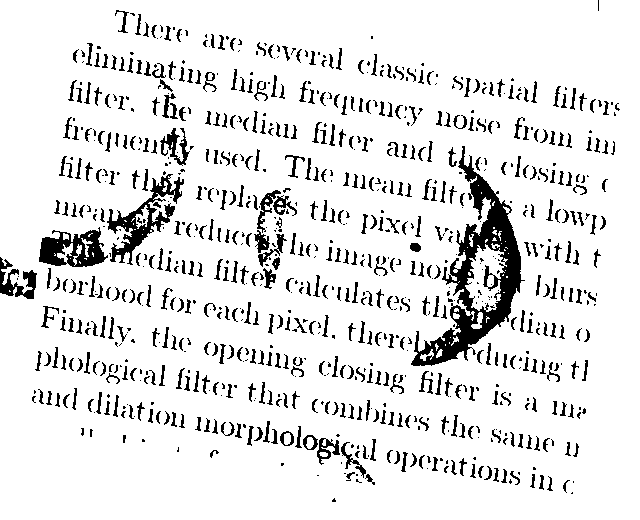 There are several classic spatial filters
eliminating high frequency noise from im
filter, the median filter and the closing
frequently used. The mean filter is a lowp
filter that replaces the pixel values with t
mean. It reduces the image noise but blurs
The median filter calculates the median o
borhood for each pixel, thereby reducing th
Finally, the opening closing filter is a ma
phological filter that combines the same
and dilation morphological operations in